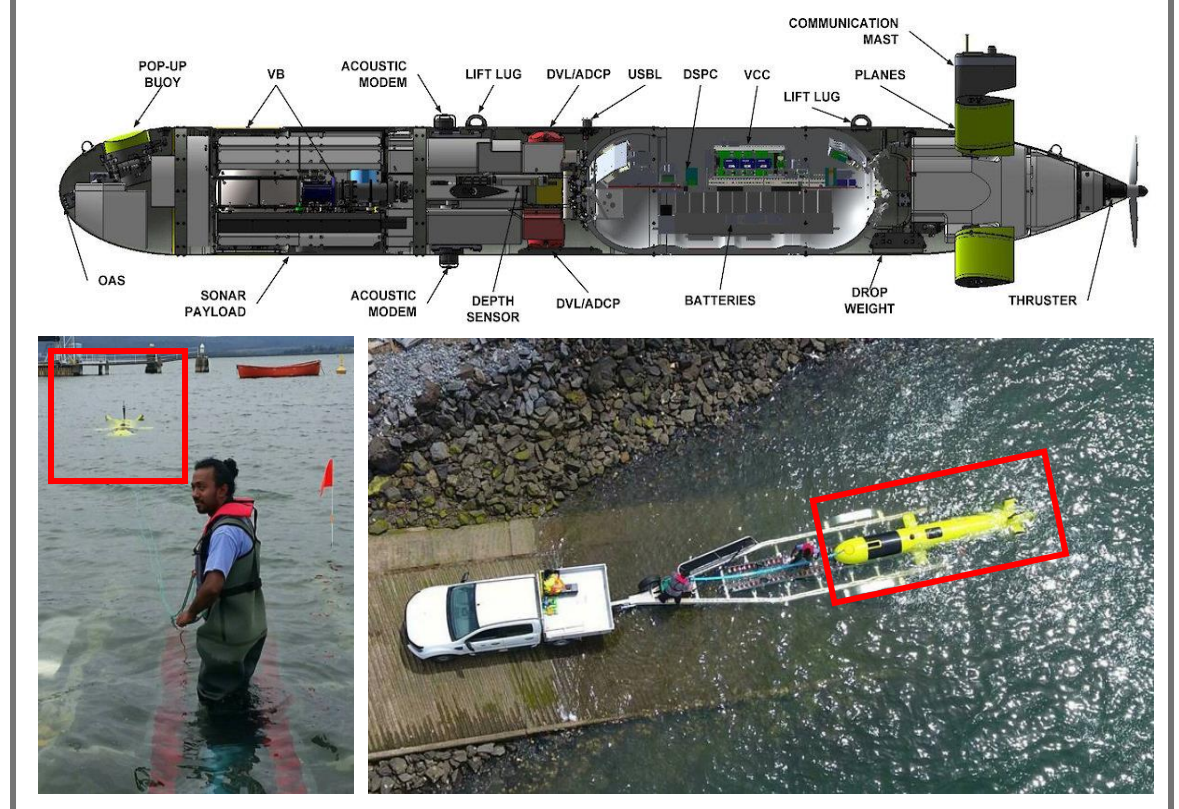 COMMUNICATION
MAST
POP-UP
BUOY
VB
ACOUSTIC
MODEM
LIFT LUG
DVL/ADCP
USBL
DSPC
VCC
PLANES
LIFT LUG
OAS
SONAR
PAYLOAD
ACOUSTIC
MODEM
DEPTH
SENSOR
DVL/ADCP
BATTERIES
DROP
WEIGHT
THRUSTER